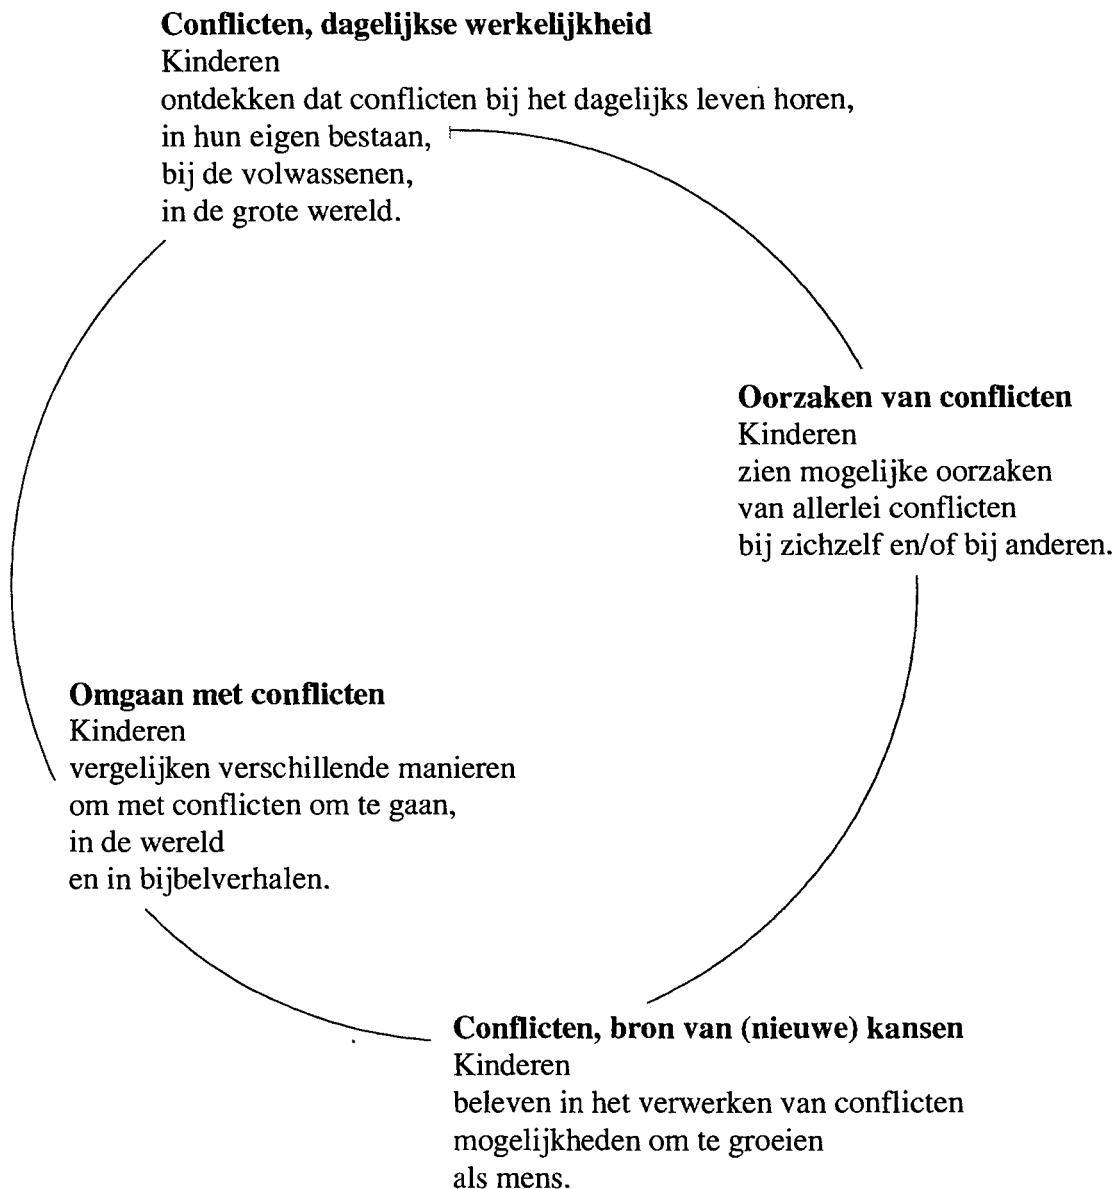 Conflicten, dagelijkse werkelijkheid
Kinderen
ontdekken dat conflicten bij het dagelijks leven horen,
in hun eigen bestaan,
bij de volwassenen,
in de grote wereld.
Oorzaken van conflicten
Kinderen
zien mogelijke oorzaken
van allerlei conflicten
bij zichzelf en/of bij anderen.
Omgaan met conflicten
Kinderen
vergelijken verschillende manieren
om met conflicten om te gaan,
in de wereld
en in bijbelverhalen.
Conflicten, bron van (nieuwe) kansen
Kinderen
beleven in het verwerken van conflicten
mogelijkheden om te groeien
als mens.